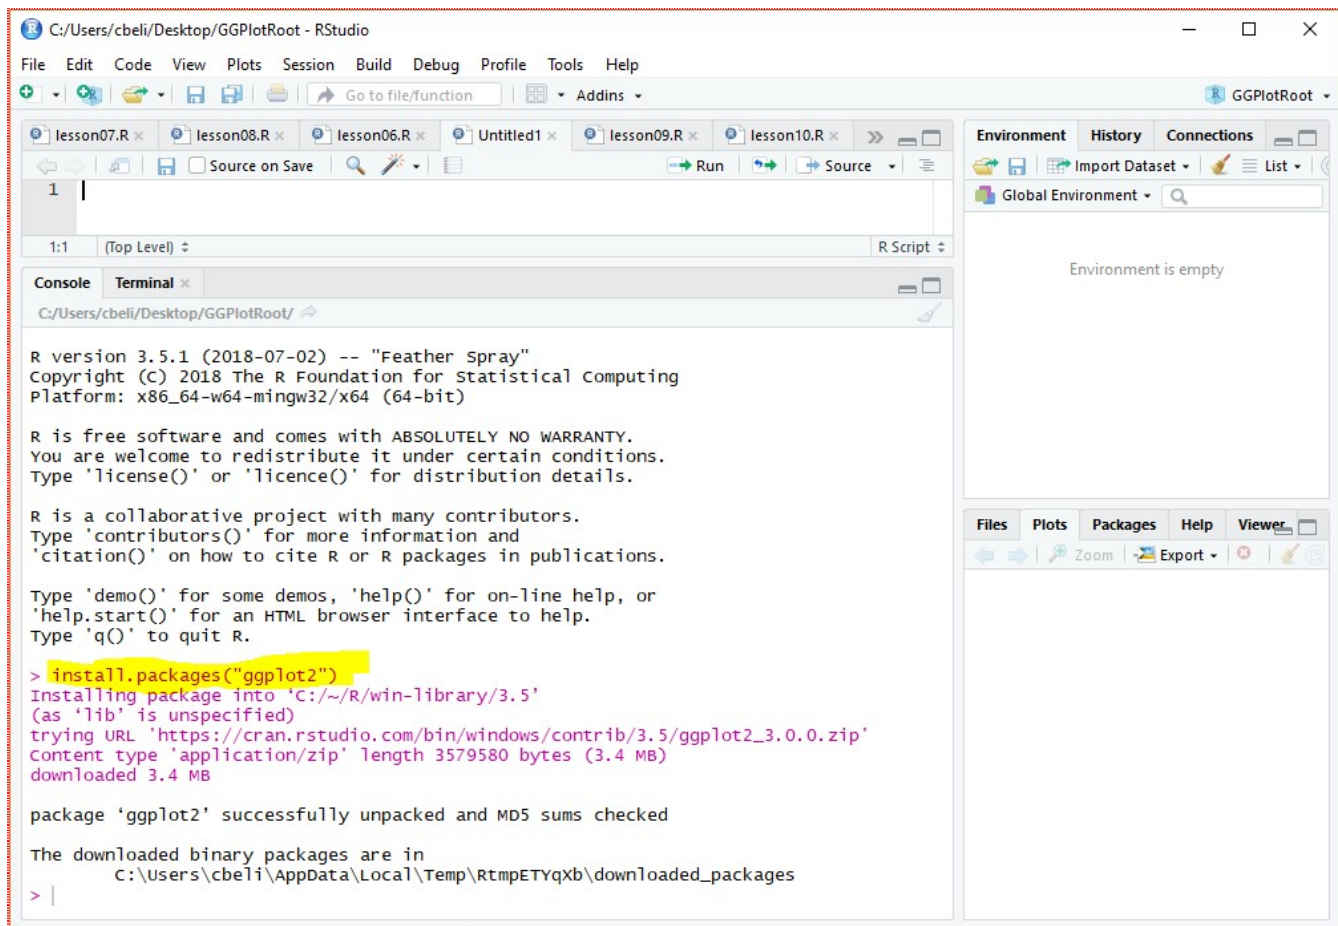 C:/Users/cbeli/Desktop/GGPlotRoot - RStudio
File Edit Code View Plots Session Build Debug Profile Tools Help
Go to file/function Addins GGPlotRoot
lesson07.R lesson08.R lesson06.R Untitled1 lesson09.R lesson10.R
Source on Save Run Source
1
1:1 (Top Level) R Script
Console Terminal
C:/Users/cbeli/Desktop/GGPlotRoot/
R version 3.5.1 (2018-07-02) -- "Feather Spray"
Copyright (C) 2018 The R Foundation for Statistical Computing
Platform: x86_64-w64-mingw32/x64 (64-bit)
R is free software and comes with ABSOLUTELY NO WARRANTY.
You are welcome to redistribute it under certain conditions.
Type 'license()' or 'licence()' for distribution details.
R is a collaborative project with many contributors.
Type 'contributors()' for more information and
'citation()' on how to cite R or R packages in publications.
Type 'demo()' for some demos, 'help()' for on-line help, or
'help.start()' for an HTML browser interface to help.
Type 'q()' to quit R.
> install.packages("ggplot2")
Installing package into ‘C:/~/R/win-library/3.5’
(as ‘lib’ is unspecified)
trying URL 'https://cran.rstudio.com/bin/windows/contrib/3.5/ggplot2_3.0.0.zip'
Content type 'application/zip' length 3579580 bytes (3.4 MB)
downloaded 3.4 MB
package ‘ggplot2’ successfully unpacked and MD5 sums checked
The downloaded binary packages are in
C:\Users\cbeli\AppData\Local\Temp\RtmpETYqXb\downloaded_packages
>
Environment History Connections
Import Dataset List
Global Environment
Environment is empty
Files Plots Packages Help Viewer
Zoom Export